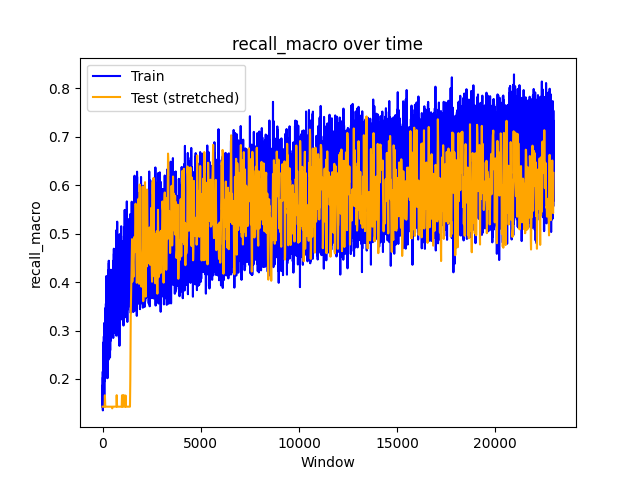 recall_macro over time
Train
Test (stretched)
recall_macro
0.8
0.7
0.6
0.5
0.4
0.3
0.2
0
5000
10000
15000
20000
Window